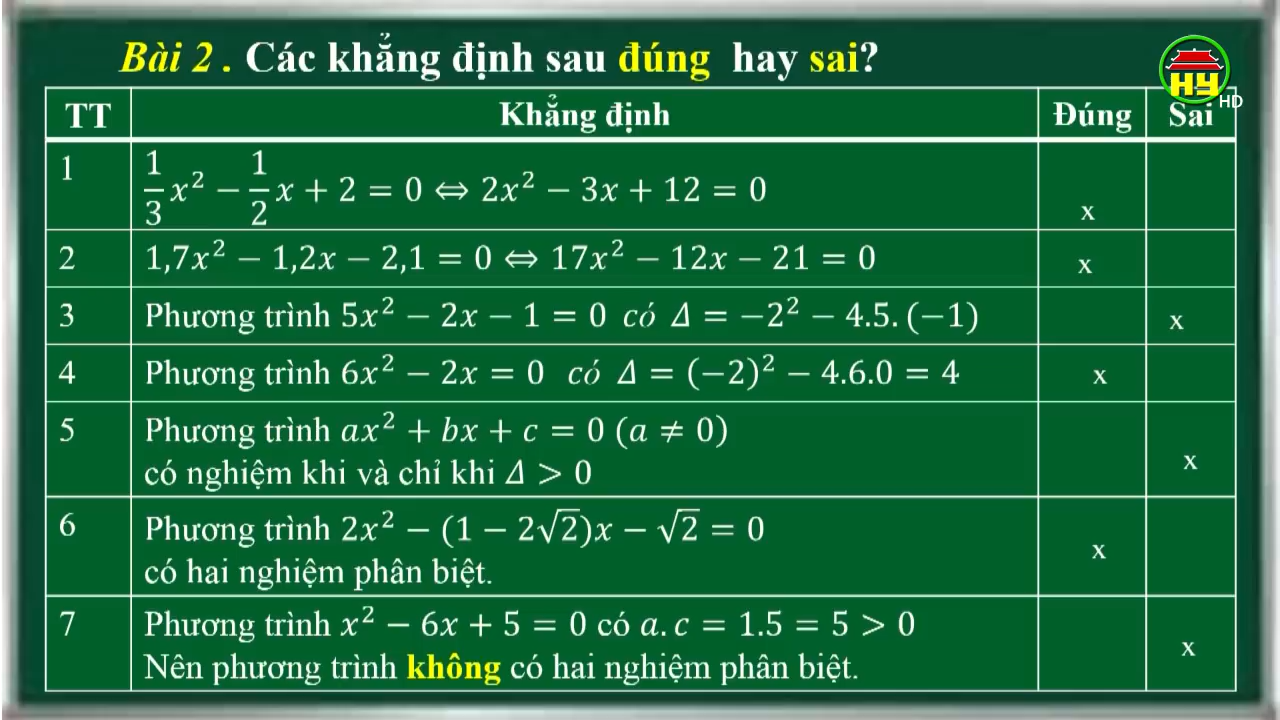 Bài 2 . Các khẳng định sau đúng hay sai?
HY
HD
TT Khẳng định Đúng Sai
1 1/3 x² − 1/2 x + 2 = 0 ⇔ 2x² − 3x + 12 = 0 x
2 1,7x² − 1,2x − 2,1 = 0 ⇔ 17x² − 12x − 21 = 0 x
3 Phương trình 5x² − 2x − 1 = 0 có Δ = −2² − 4.5.(−1) x
4 Phương trình 6x² − 2x = 0 có Δ = (−2)² − 4.6.0 = 4 x
5 Phương trình ax² + bx + c = 0 (a ≠ 0)
có nghiệm khi và chỉ khi Δ > 0 x
6 Phương trình 2x² − (1 − 2√2)x − √2 = 0
có hai nghiệm phân biệt. x
7 Phương trình x² − 6x + 5 = 0 có a. c = 1.5 = 5 > 0
Nên phương trình không có hai nghiệm phân biệt. x